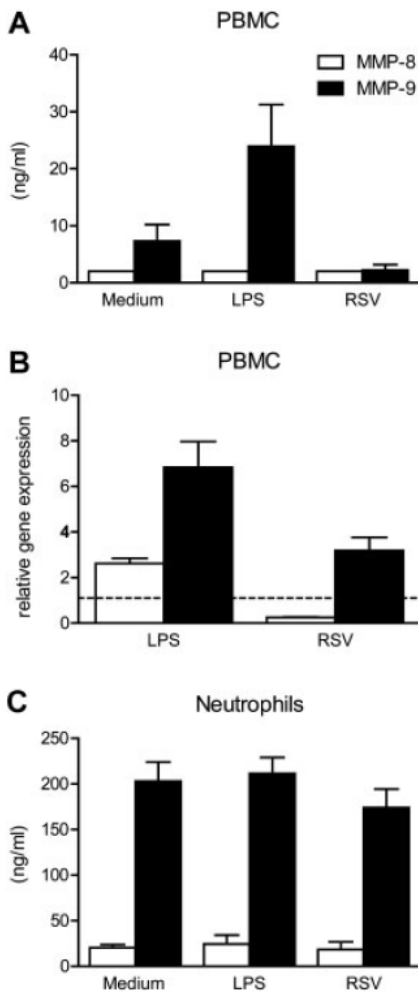 A
PBMC
MMP-8
MMP-9
(ng/ml)
40
30
20
10
0
Medium LPS RSV
B
PBMC
relative gene expression
10
8
6
4
2
0
LPS RSV
C
Neutrophils
(ng/ml)
250
200
150
100
50
0
Medium LPS RSV